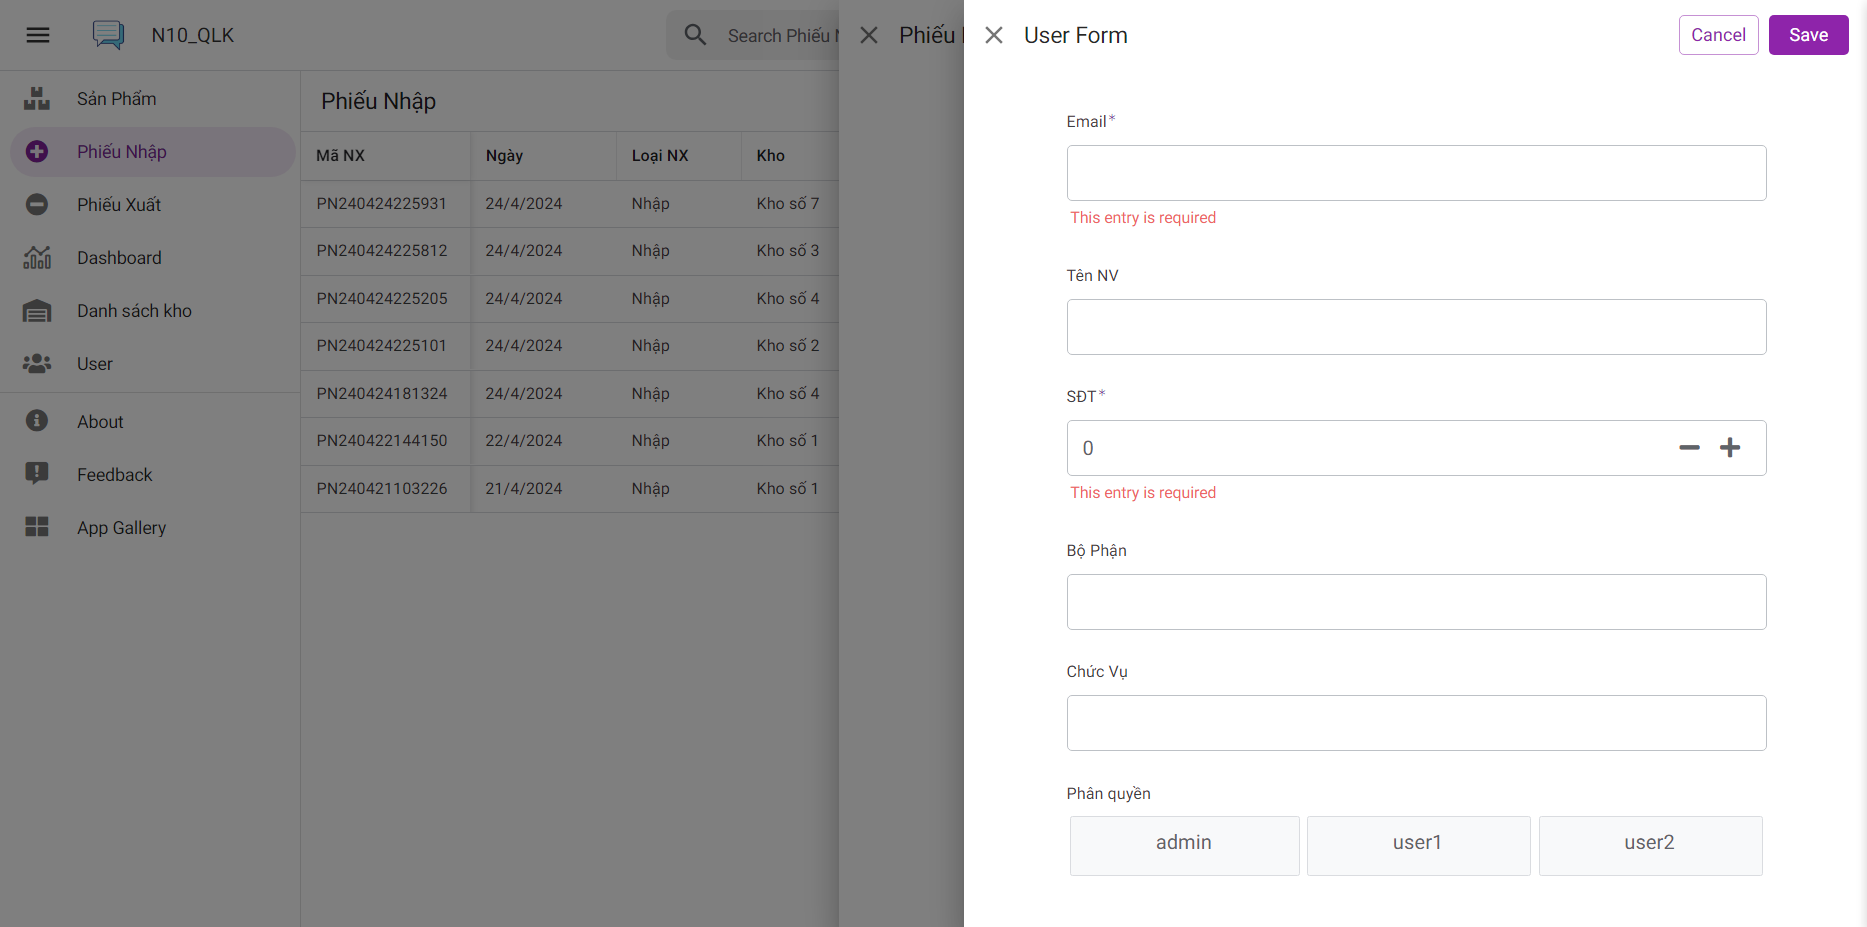 N10_QLK
Search Phiếu N
Phiếu
User Form
Cancel
Save
Sản Phẩm
Phiếu Nhập
Phiếu Xuất
Dashboard
Danh sách kho
User
About
Feedback
App Gallery
Phiếu Nhập
Mã NX Ngày Loại NX Kho
PN240424225931 24/4/2024 Nhập Kho số 7
PN240424225812 24/4/2024 Nhập Kho số 3
PN240424225205 24/4/2024 Nhập Kho số 4
PN240424225101 24/4/2024 Nhập Kho số 2
PN240424181324 24/4/2024 Nhập Kho số 4
PN240422144150 22/4/2024 Nhập Kho số 1
PN240421103226 21/4/2024 Nhập Kho số 1
Email*
This entry is required
Tên NV
SĐT*
0
This entry is required
Bộ Phận
Chức Vụ
Phân quyền
admin user1 user2